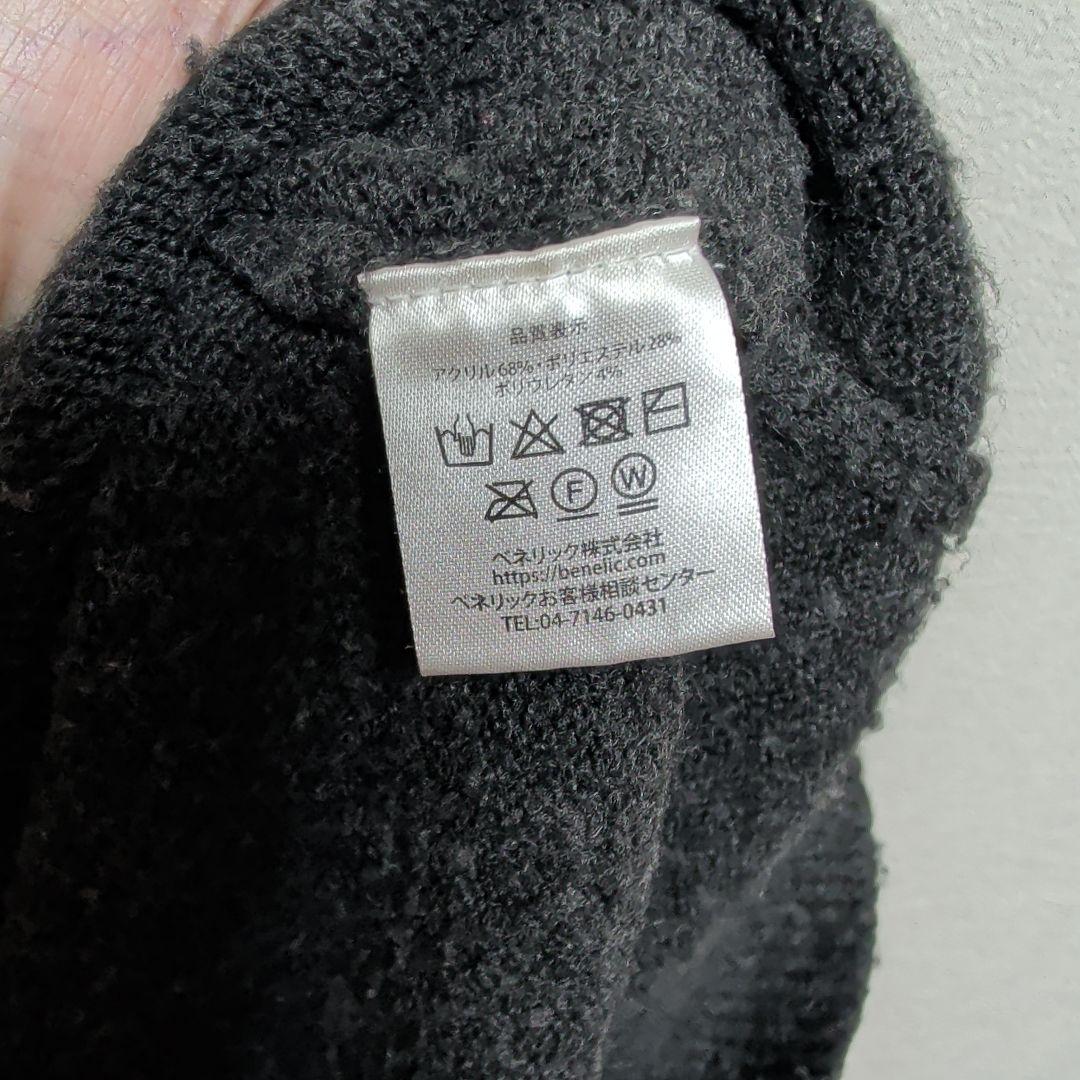 品質表示
アクリル68%・ポリエステル28%
ポリウレタン4%
F W
ベネリック株式会社
https://benelic.com
ベネリックお客様相談センター
TEL:04-7146-0431